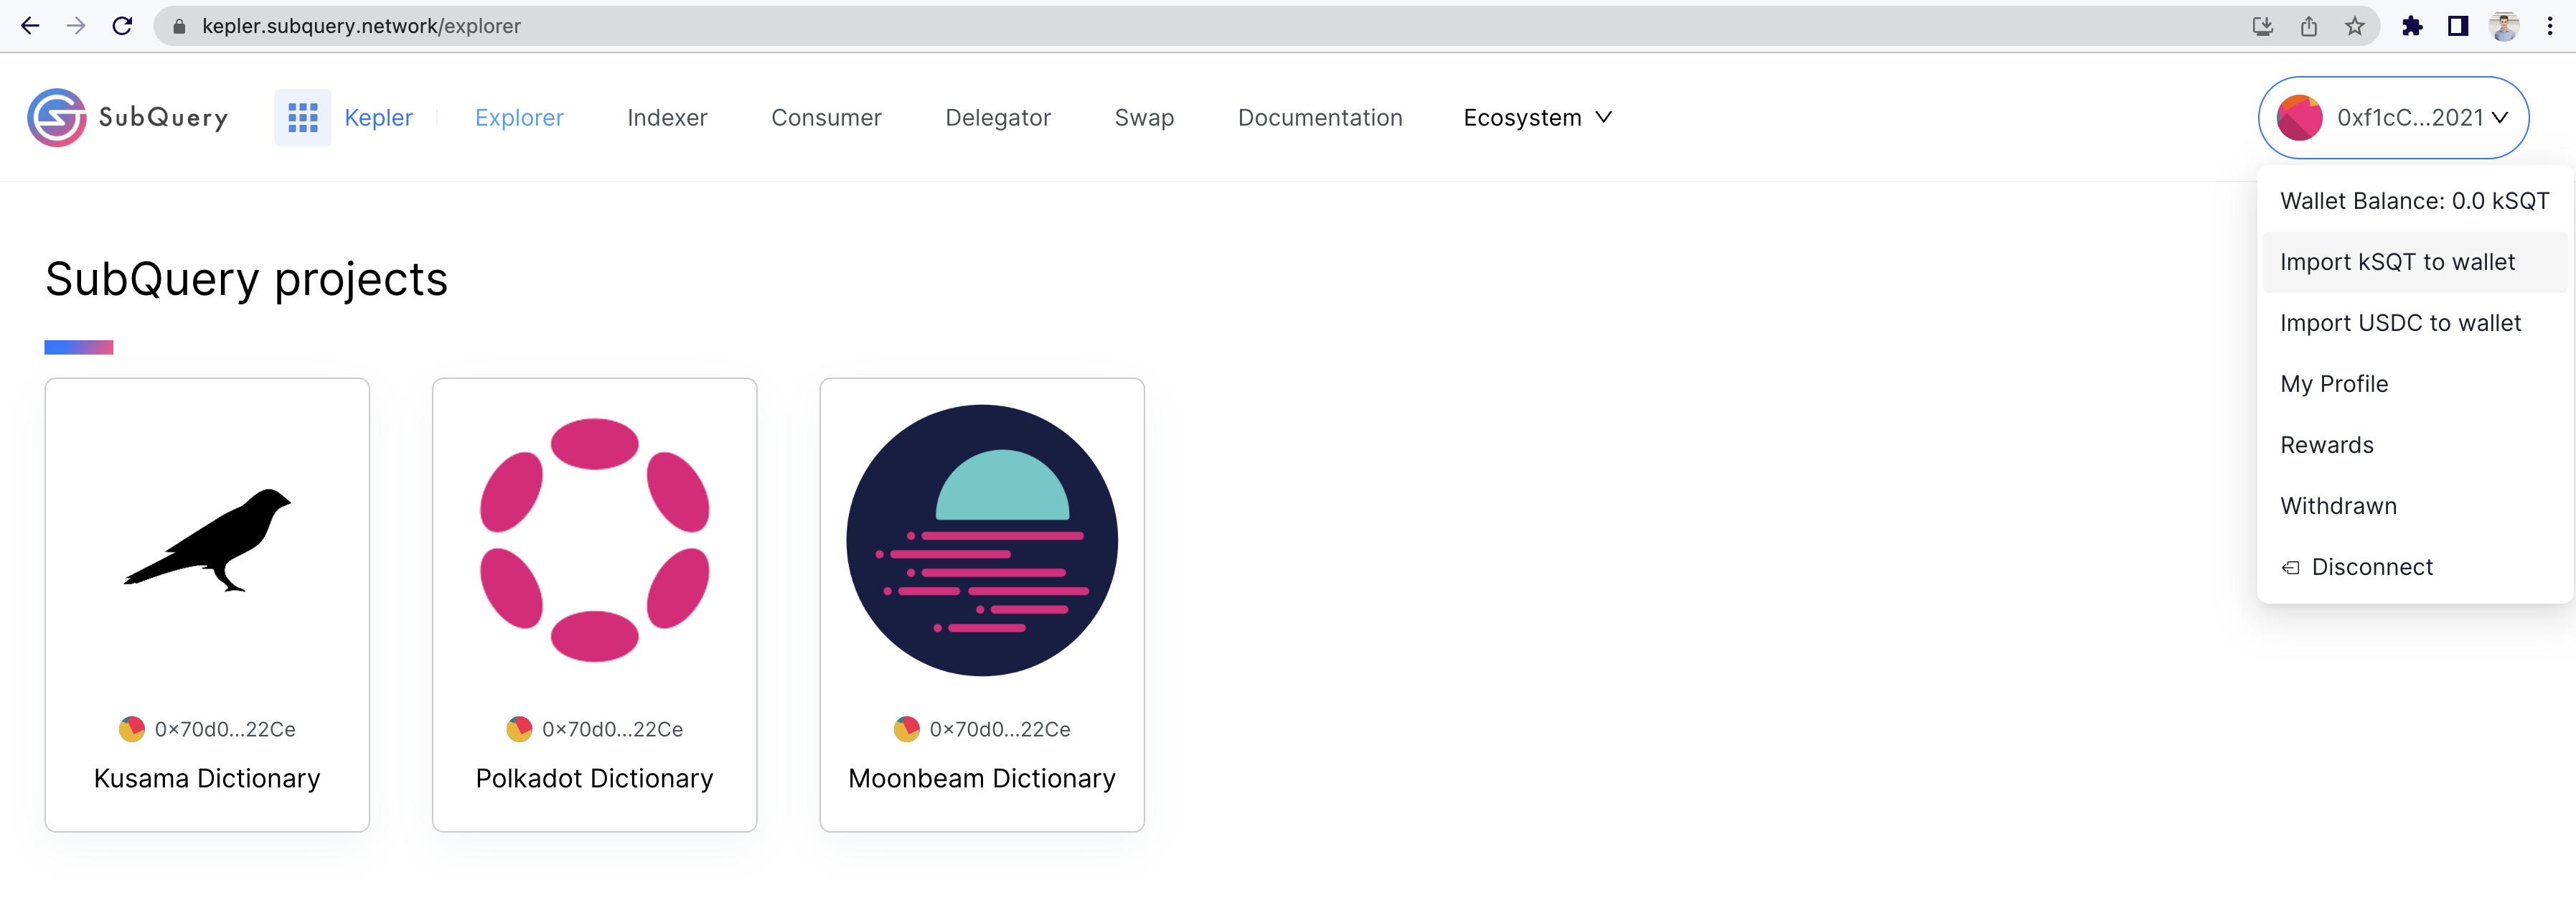 kepler.subquery.network/explorer
SubQuery Kepler Explorer Indexer Consumer Delegator Swap Documentation Ecosystem 0xf1cC...2021
Wallet Balance: 0.0 kSQT
Import kSQT to wallet
Import USDC to wallet
My Profile
Rewards
Withdrawn
Disconnect
SubQuery projects
0x70d0...22Ce
Kusama Dictionary
0x70d0...22Ce
Polkadot Dictionary
0x70d0...22Ce
Moonbeam Dictionary